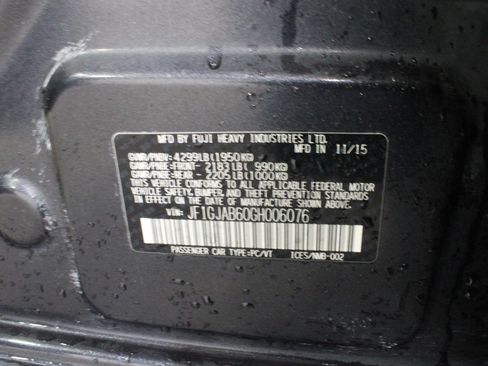 MFD BY FUJI HEAVY INDUSTRIES LTD.
MFD IN 11/15
GVWR/PNBV: 4299LB(1950KG)
GAWR/PNBE: FRONT- 2183LB( 990KG)
GAWR/PNBE: REAR - 2205LB(1000KG)
THIS VEHICLE CONFORMS TO ALL APPLICABLE FEDERAL MOTOR
VEHICLE SAFETY, BUMPER, AND THEFT PREVENTION STANDARDS
IN EFFECT ON THE DATE OF MANUFACTURE SHOWN ABOVE.
VIN: JF1GJAB60GH006076
PASSENGER CAR TYPE:PC/VT ICES/NMB-002